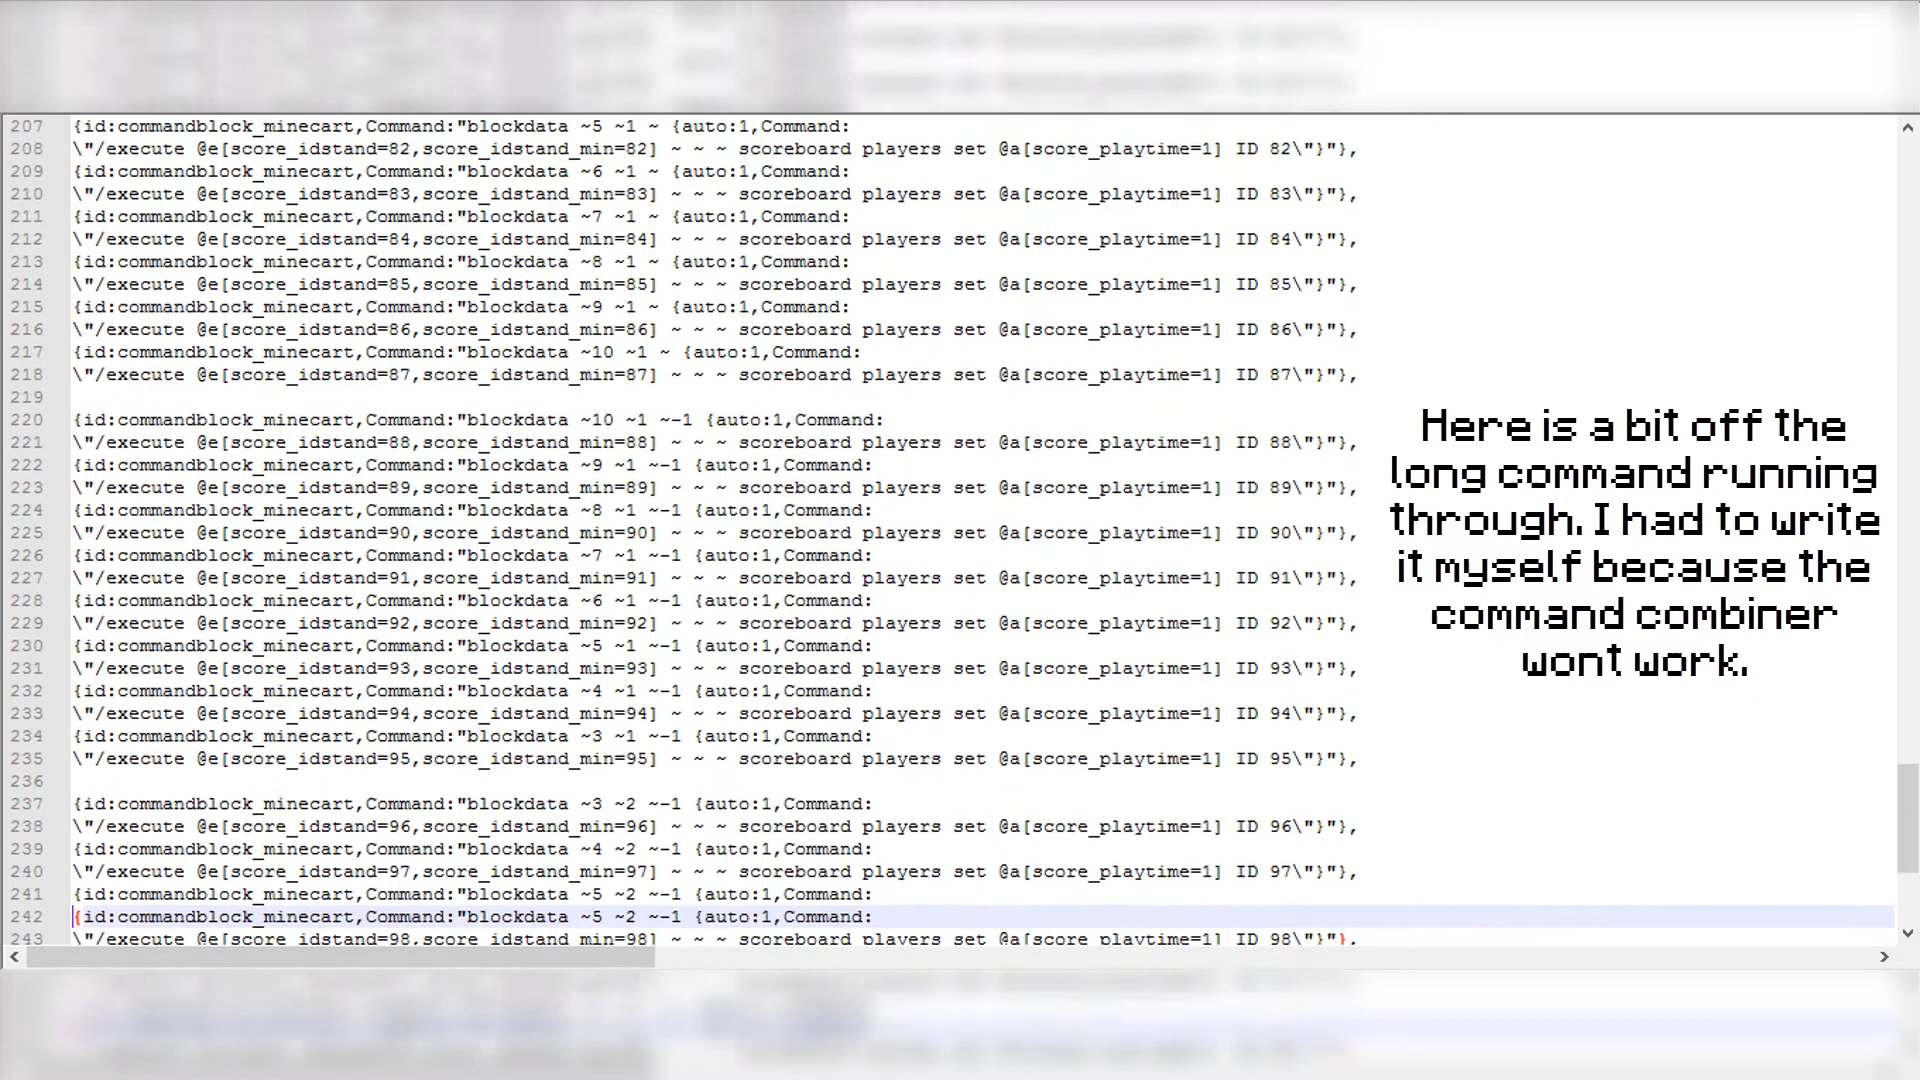 207 {id:commandblock_minecart,Command:"blockdata ~5 ~1 ~ {auto:1,Command:
208 \"/execute @e[score_idstand=82,score_idstand_min=82] ~ ~ ~ scoreboard players set @a[score_playtime=1] ID 82\"}"},
209 {id:commandblock_minecart,Command:"blockdata ~6 ~1 ~ {auto:1,Command:
210 \"/execute @e[score_idstand=83,score_idstand_min=83] ~ ~ ~ scoreboard players set @a[score_playtime=1] ID 83\"}"},
211 {id:commandblock_minecart,Command:"blockdata ~7 ~1 ~ {auto:1,Command:
212 \"/execute @e[score_idstand=84,score_idstand_min=84] ~ ~ ~ scoreboard players set @a[score_playtime=1] ID 84\"}"},
213 {id:commandblock_minecart,Command:"blockdata ~8 ~1 ~ {auto:1,Command:
214 \"/execute @e[score_idstand=85,score_idstand_min=85] ~ ~ ~ scoreboard players set @a[score_playtime=1] ID 85\"}"},
215 {id:commandblock_minecart,Command:"blockdata ~9 ~1 ~ {auto:1,Command:
216 \"/execute @e[score_idstand=86,score_idstand_min=86] ~ ~ ~ scoreboard players set @a[score_playtime=1] ID 86\"}"},
217 {id:commandblock_minecart,Command:"blockdata ~10 ~1 ~ {auto:1,Command:
218 \"/execute @e[score_idstand=87,score_idstand_min=87] ~ ~ ~ scoreboard players set @a[score_playtime=1] ID 87\"}"},
219
220 {id:commandblock_minecart,Command:"blockdata ~10 ~1 ~-1 {auto:1,Command:
221 \"/execute @e[score_idstand=88,score_idstand_min=88] ~ ~ ~ scoreboard players set @a[score_playtime=1] ID 88\"}"},
222 {id:commandblock_minecart,Command:"blockdata ~9 ~1 ~-1 {auto:1,Command:
223 \"/execute @e[score_idstand=89,score_idstand_min=89] ~ ~ ~ scoreboard players set @a[score_playtime=1] ID 89\"}"},
224 {id:commandblock_minecart,Command:"blockdata ~8 ~1 ~-1 {auto:1,Command:
225 \"/execute @e[score_idstand=90,score_idstand_min=90] ~ ~ ~ scoreboard players set @a[score_playtime=1] ID 90\"}"},
226 {id:commandblock_minecart,Command:"blockdata ~7 ~1 ~-1 {auto:1,Command:
227 \"/execute @e[score_idstand=91,score_idstand_min=91] ~ ~ ~ scoreboard players set @a[score_playtime=1] ID 91\"}"},
228 {id:commandblock_minecart,Command:"blockdata ~6 ~1 ~-1 {auto:1,Command:
229 \"/execute @e[score_idstand=92,score_idstand_min=92] ~ ~ ~ scoreboard players set @a[score_playtime=1] ID 92\"}"},
230 {id:commandblock_minecart,Command:"blockdata ~5 ~1 ~-1 {auto:1,Command:
231 \"/execute @e[score_idstand=93,score_idstand_min=93] ~ ~ ~ scoreboard players set @a[score_playtime=1] ID 93\"}"},
232 {id:commandblock_minecart,Command:"blockdata ~4 ~1 ~-1 {auto:1,Command:
233 \"/execute @e[score_idstand=94,score_idstand_min=94] ~ ~ ~ scoreboard players set @a[score_playtime=1] ID 94\"}"},
234 {id:commandblock_minecart,Command:"blockdata ~3 ~1 ~-1 {auto:1,Command:
235 \"/execute @e[score_idstand=95,score_idstand_min=95] ~ ~ ~ scoreboard players set @a[score_playtime=1] ID 95\"}"},
236
237 {id:commandblock_minecart,Command:"blockdata ~3 ~2 ~-1 {auto:1,Command:
238 \"/execute @e[score_idstand=96,score_idstand_min=96] ~ ~ ~ scoreboard players set @a[score_playtime=1] ID 96\"}"},
239 {id:commandblock_minecart,Command:"blockdata ~4 ~2 ~-1 {auto:1,Command:
240 \"/execute @e[score_idstand=97,score_idstand_min=97] ~ ~ ~ scoreboard players set @a[score_playtime=1] ID 97\"}"},
241 {id:commandblock_minecart,Command:"blockdata ~5 ~2 ~-1 {auto:1,Command:
242 {id:commandblock_minecart,Command:"blockdata ~5 ~2 ~-1 {auto:1,Command:
243 \"/execute @e[score_idstand=98,score_idstand_min=98] ~ ~ ~ scoreboard players set @a[score_playtime=1] ID 98\"}"},
Here is a bit off the
long command running
through. I had to write
it myself because the
command combiner
wont work.